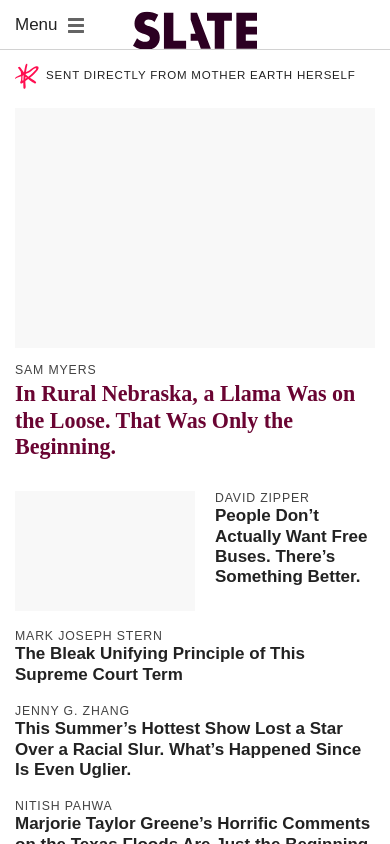 Menu
SLATE
SENT DIRECTLY FROM MOTHER EARTH HERSELF
SAM MYERS
In Rural Nebraska, a Llama Was on
the Loose. That Was Only the
Beginning.
DAVID ZIPPER
People Don’t
Actually Want Free
Buses. There’s
Something Better.
MARK JOSEPH STERN
The Bleak Unifying Principle of This
Supreme Court Term
JENNY G. ZHANG
This Summer’s Hottest Show Lost a Star
Over a Racial Slur. What’s Happened Since
Is Even Uglier.
NITISH PAHWA
Marjorie Taylor Greene’s Horrific Comments
on the Texas Floods Are Just the Beginning